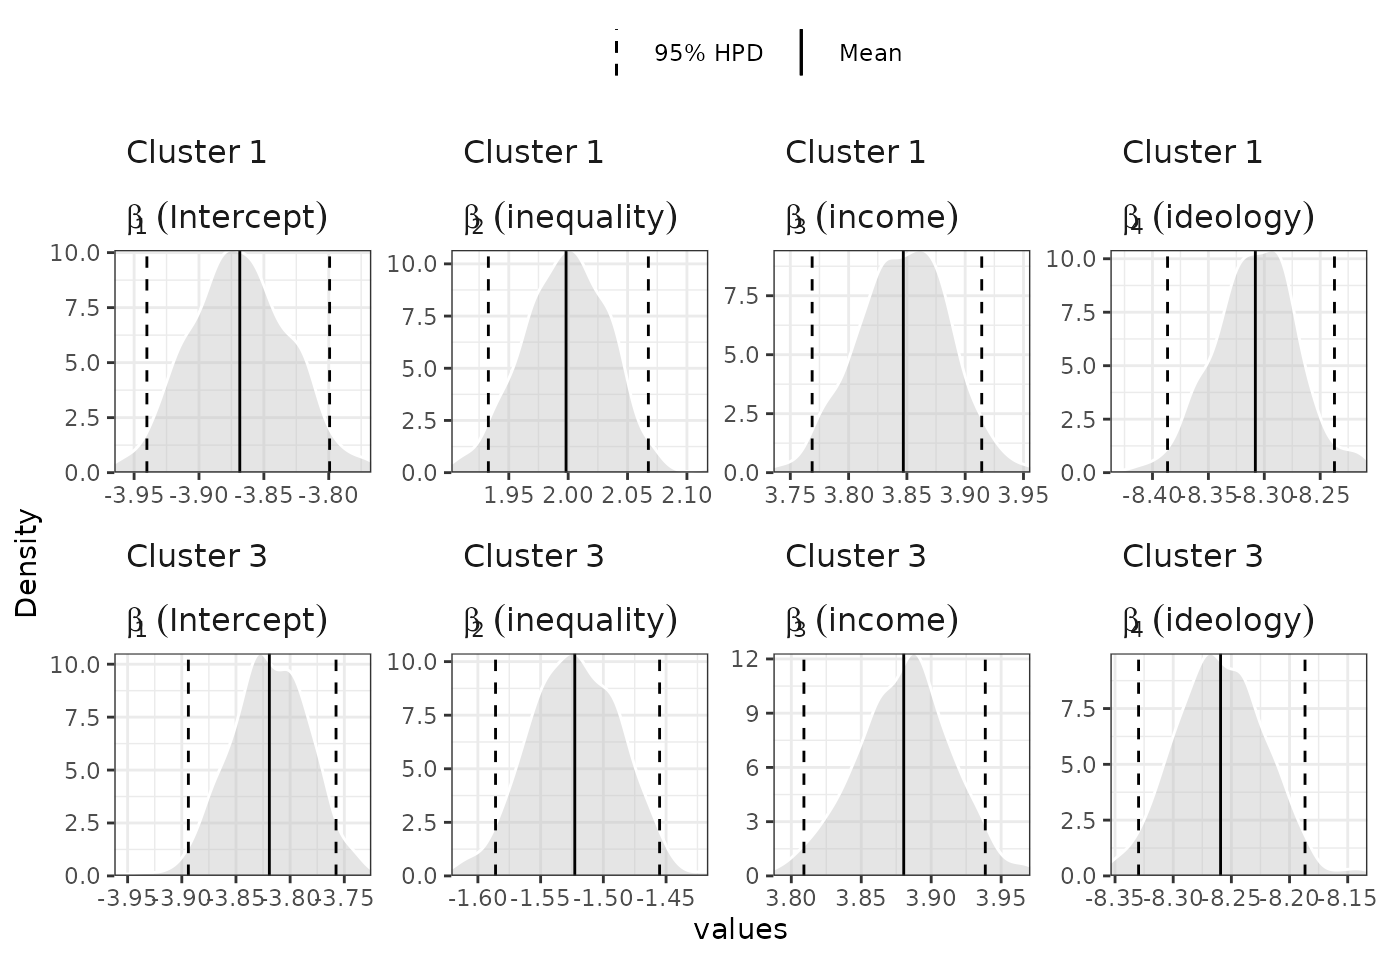 95% HPD Mean
Cluster 1 Cluster 1 Cluster 1 Cluster 1
β1 (Intercept) β2 (inequality) β3 (income) β4 (ideology)
10.0 7.5 5.0 2.5 0.0
-3.95 -3.90 -3.85 -3.80
10.0 7.5 5.0 2.5 0.0
1.95 2.00 2.05 2.10
7.5 5.0 2.5 0.0
3.75 3.80 3.85 3.90 3.95
10.0 7.5 5.0 2.5 0.0
-8.40 -8.35 -8.30 -8.25
Density
Cluster 3 Cluster 3 Cluster 3 Cluster 3
β1 (Intercept) β2 (inequality) β3 (income) β4 (ideology)
10.0 7.5 5.0 2.5 0.0
-3.95 -3.90 -3.85 -3.80 -3.75
10.0 7.5 5.0 2.5 0.0
-1.60 -1.55 -1.50 -1.45
12 9 6 3 0
3.80 3.85 3.90 3.95
7.5 5.0 2.5 0.0
-8.35 -8.30 -8.25 -8.20 -8.15
values